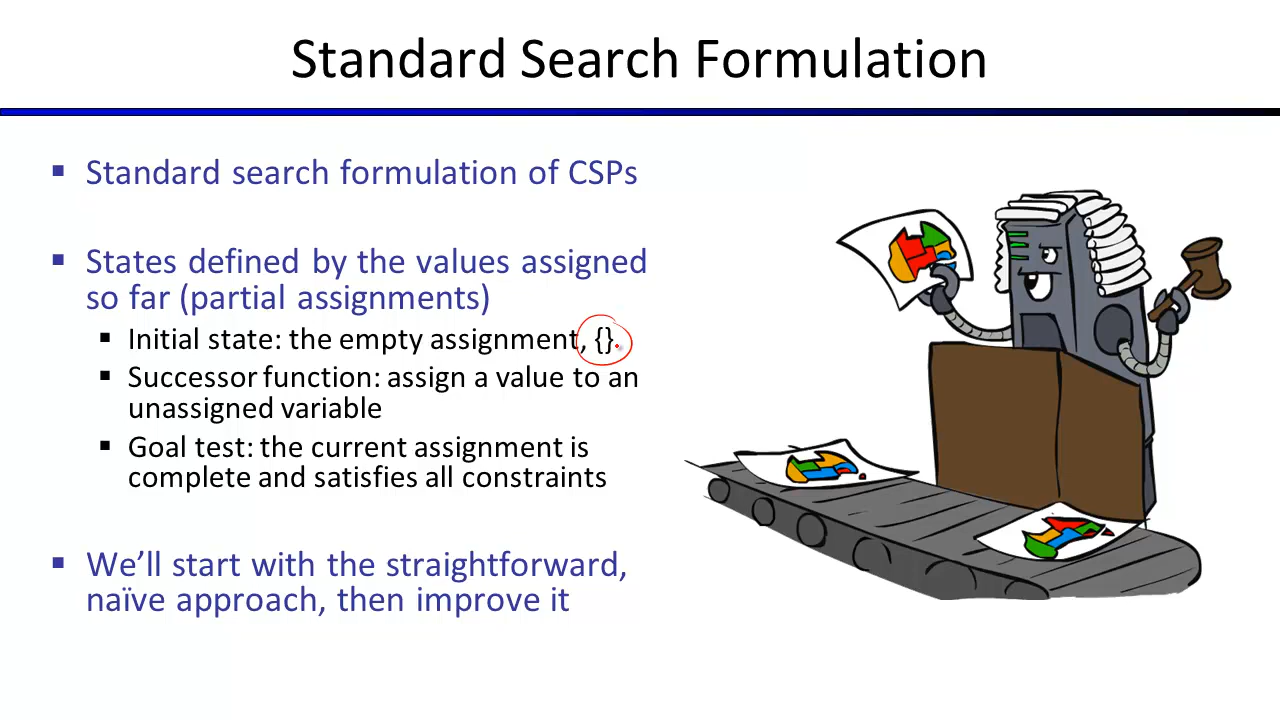 Standard Search Formulation
▪ Standard search formulation of CSPs
▪ States defined by the values assigned
so far (partial assignments)
▪ Initial state: the empty assignment, {}.
▪ Successor function: assign a value to an
unassigned variable
▪ Goal test: the current assignment is
complete and satisfies all constraints
▪ We’ll start with the straightforward,
naïve approach, then improve it